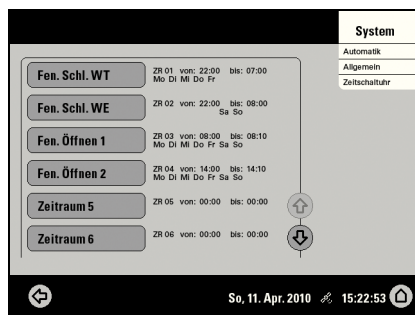 System
Automatik
Allgemein
Zeitschaltuhr
Fen. Schl. WT
ZR 01 von: 22:00 bis: 07:00
Mo Di Mi Do Fr
Fen. Schl. WE
ZR 02 von: 22:00 bis: 08:00
Sa So
Fen. Öffnen 1
ZR 03 von: 08:00 bis: 08:10
Mo Di Mi Do Fr Sa So
Fen. Öffnen 2
ZR 04 von: 14:00 bis: 14:10
Mo Di Mi Do Fr Sa So
Zeitraum 5
ZR 05 von: 00:00 bis: 00:00
Zeitraum 6
ZR 06 von: 00:00 bis: 00:00
So, 11. Apr. 2010 15:22:53